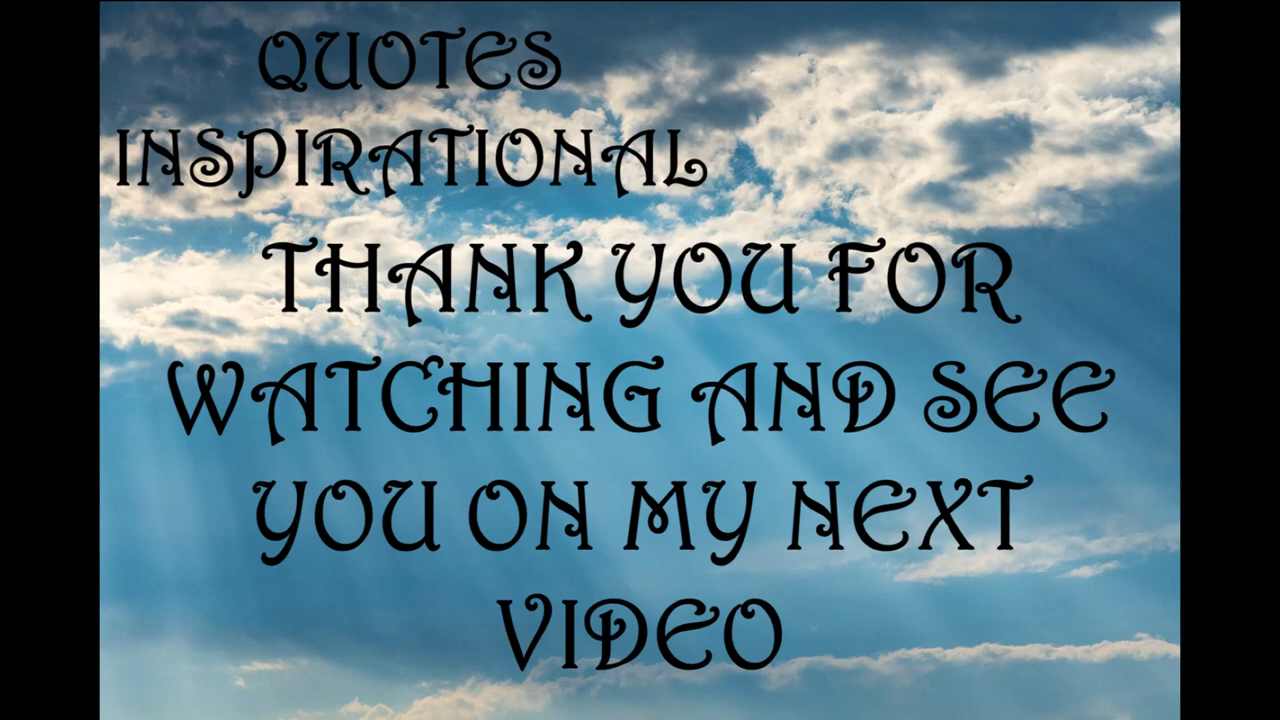 QUOTES
INSPIRATIONAL
THANK YOU FOR
WATCHING AND SEE
YOU ON MY NEXT
VIDEO